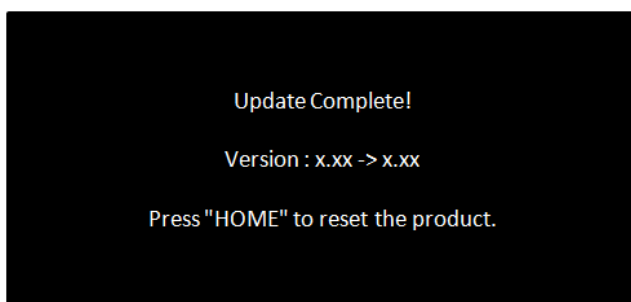 Update Complete!
Version : x.xx -> x.xx
Press "HOME" to reset the product.